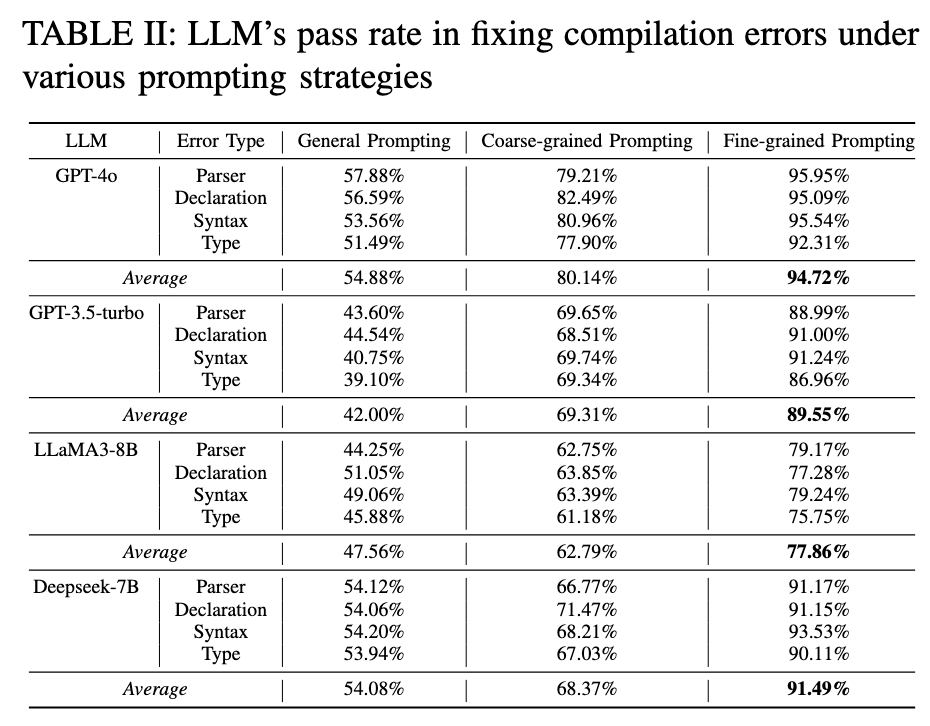 TABLE II: LLM's pass rate in fixing compilation errors under
various prompting strategies
LLM Error Type General Prompting Coarse-grained Prompting Fine-grained Prompting
GPT-4o Parser 57.88% 79.21% 95.95%
Declaration 56.59% 82.49% 95.09%
Syntax 53.56% 80.96% 95.54%
Type 51.49% 77.90% 92.31%
Average 54.88% 80.14% 94.72%
GPT-3.5-turbo Parser 43.60% 69.65% 88.99%
Declaration 44.54% 68.51% 91.00%
Syntax 40.75% 69.74% 91.24%
Type 39.10% 69.34% 86.96%
Average 42.00% 69.31% 89.55%
LLaMA3-8B Parser 44.25% 62.75% 79.17%
Declaration 51.05% 63.85% 77.28%
Syntax 49.06% 63.39% 79.24%
Type 45.88% 61.18% 75.75%
Average 47.56% 62.79% 77.86%
Deepseek-7B Parser 54.12% 66.77% 91.17%
Declaration 54.06% 71.47% 91.15%
Syntax 54.20% 68.21% 93.53%
Type 53.94% 67.03% 90.11%
Average 54.08% 68.37% 91.49%